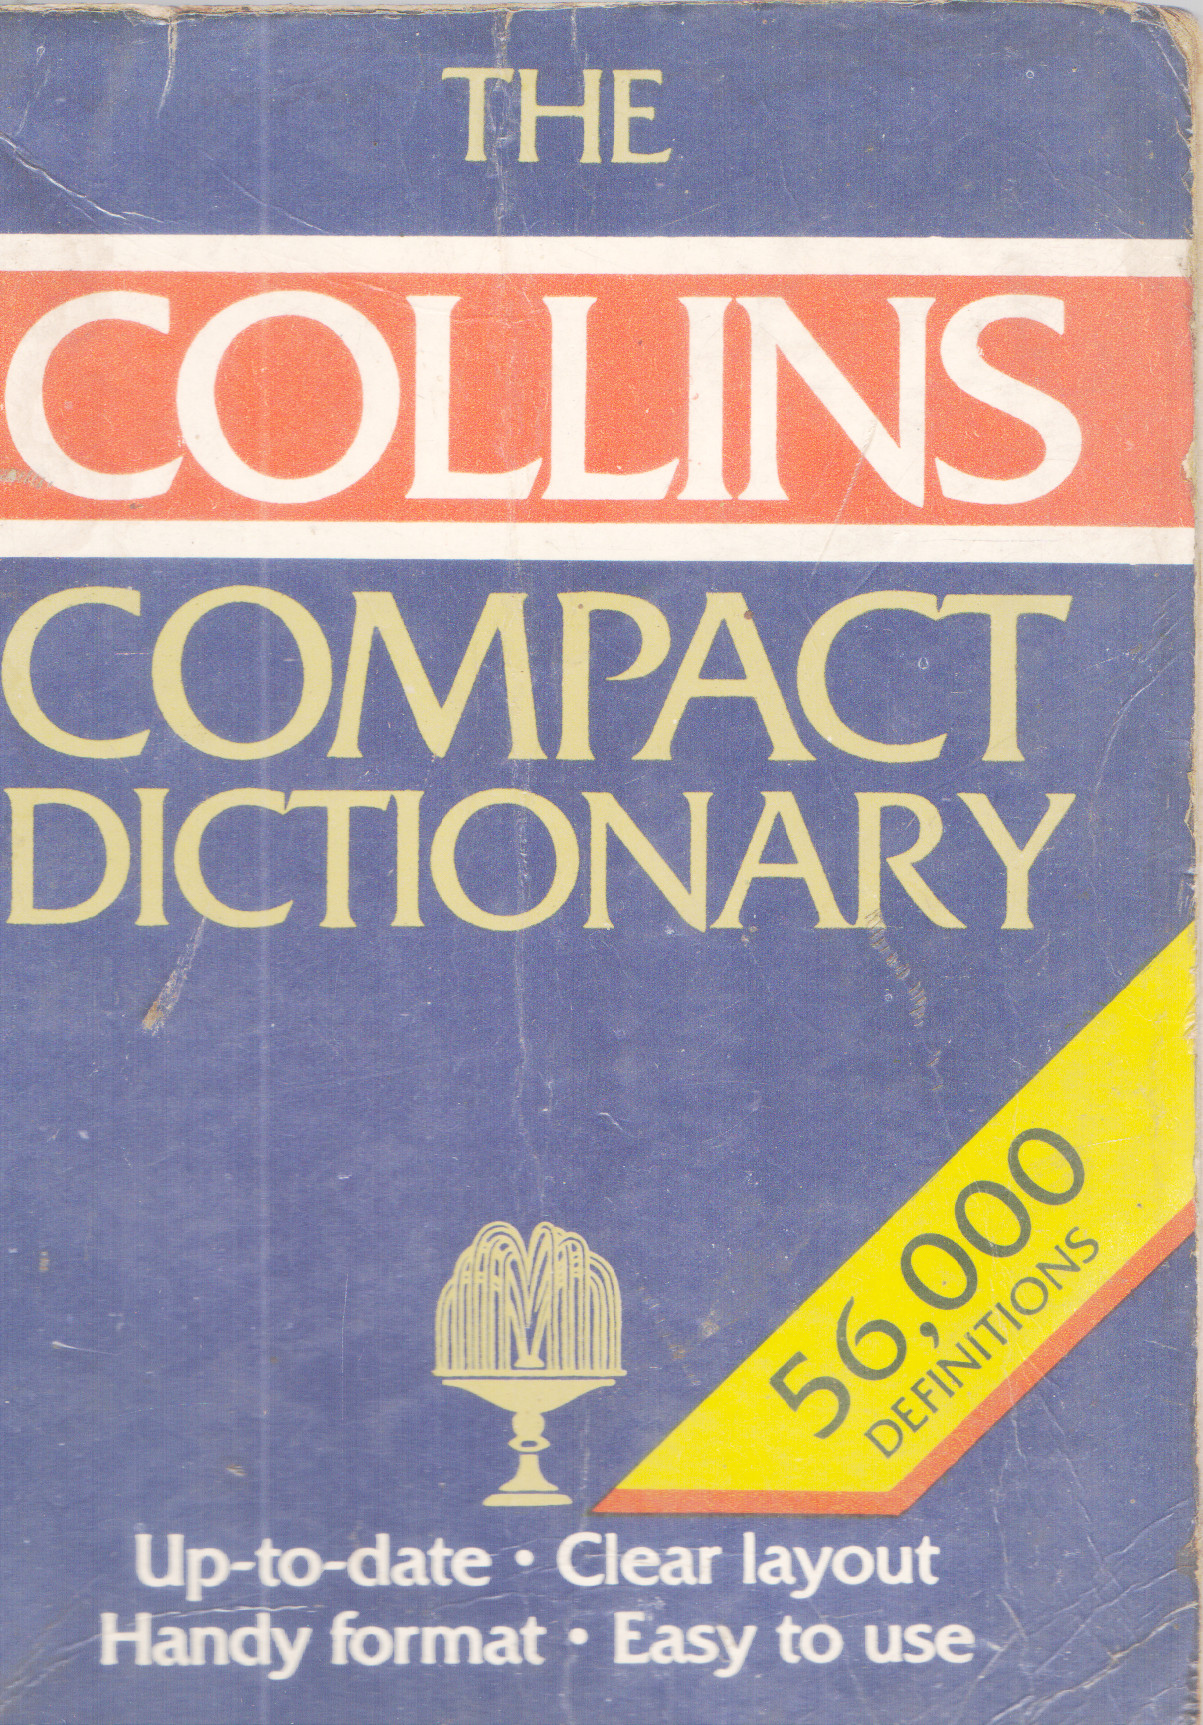 THE
COLLINS
COMPACT
DICTIONARY
56,000
DEFINITIONS
Up-to-date • Clear layout
Handy format • Easy to use